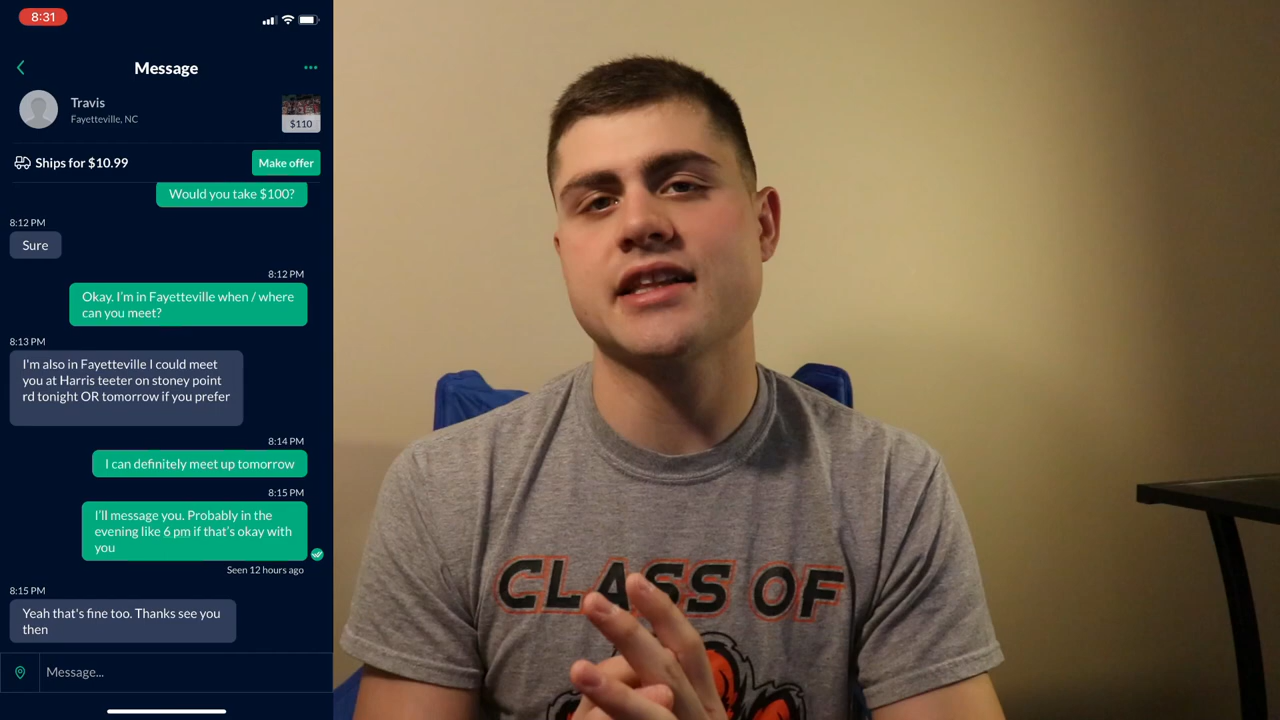 8:31
Message
Travis
Fayetteville, NC
$110
Ships for $10.99
Make offer
Would you take $100?
8:12 PM
Sure
8:12 PM
Okay. I'm in Fayetteville when / where
can you meet?
8:13 PM
I'm also in Fayetteville I could meet
you at Harris teeter on stoney point
rd tonight OR tomorrow if you prefer
8:14 PM
I can definitely meet up tomorrow
8:15 PM
I'll message you. Probably in the
evening like 6 pm if that's okay with
you
Seen 12 hours ago
8:15 PM
Yeah that's fine too. Thanks see you
then
Message...
CLASS OF